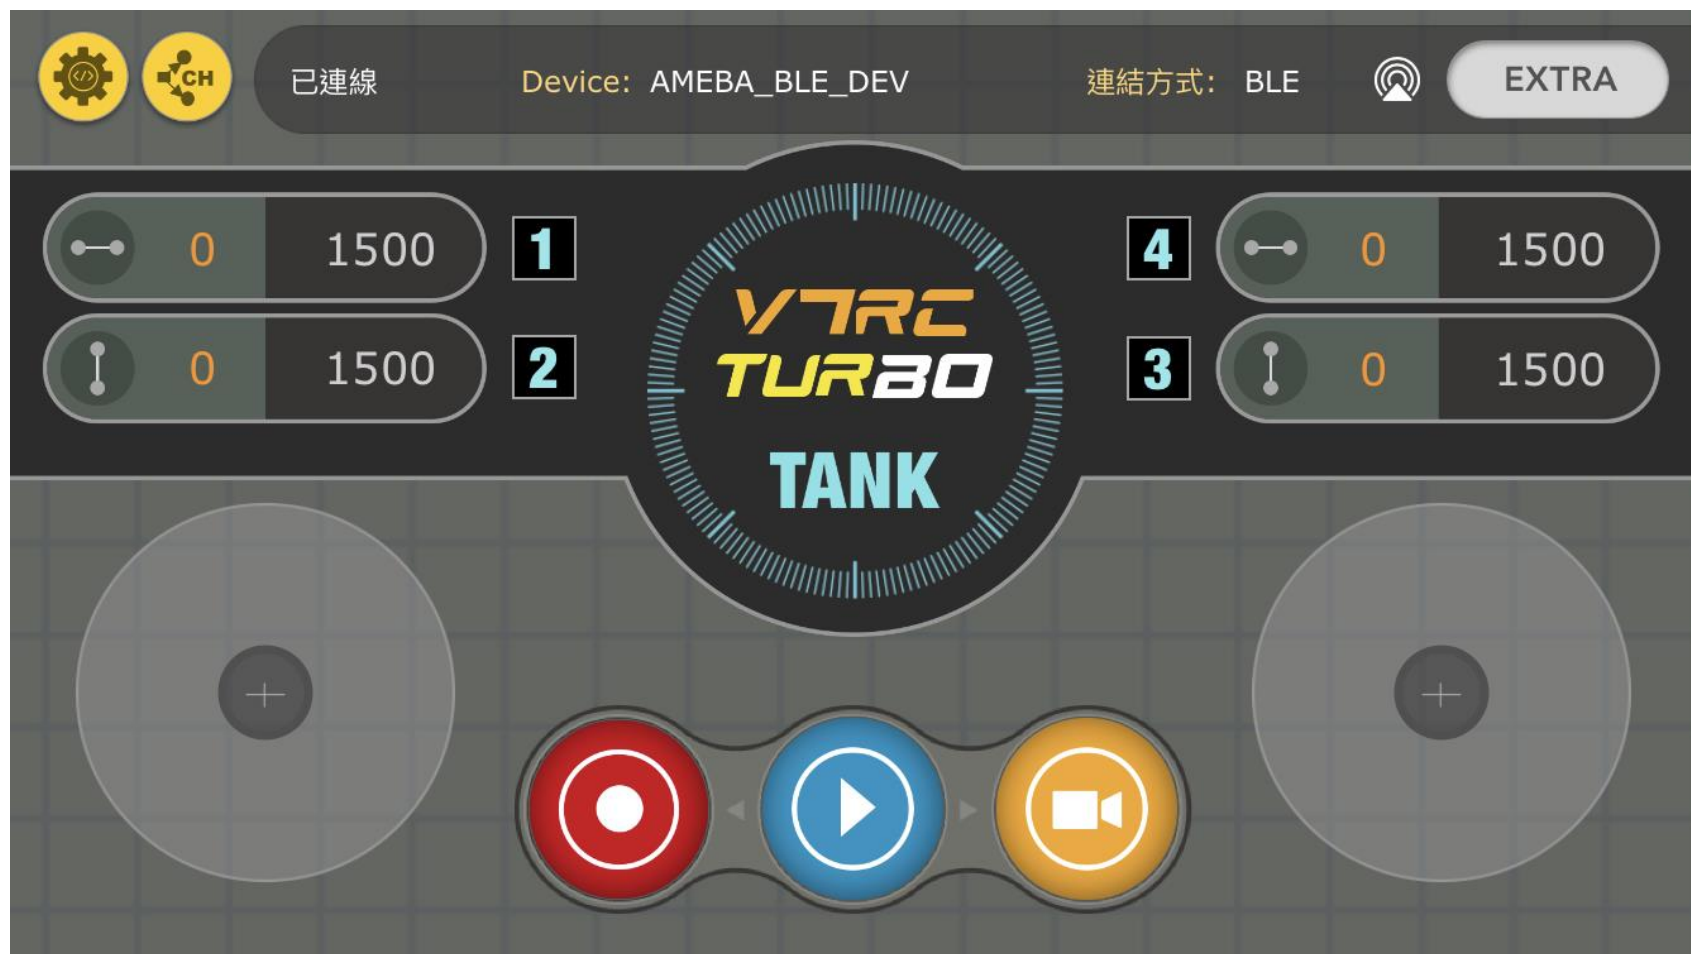 CH 已連線 Device: AMEBA_BLE_DEV 連結方式: BLE EXTRA
0 1500 1 4 0 1500
0 1500 2 3 0 1500
V7RC
TURBO
TANK